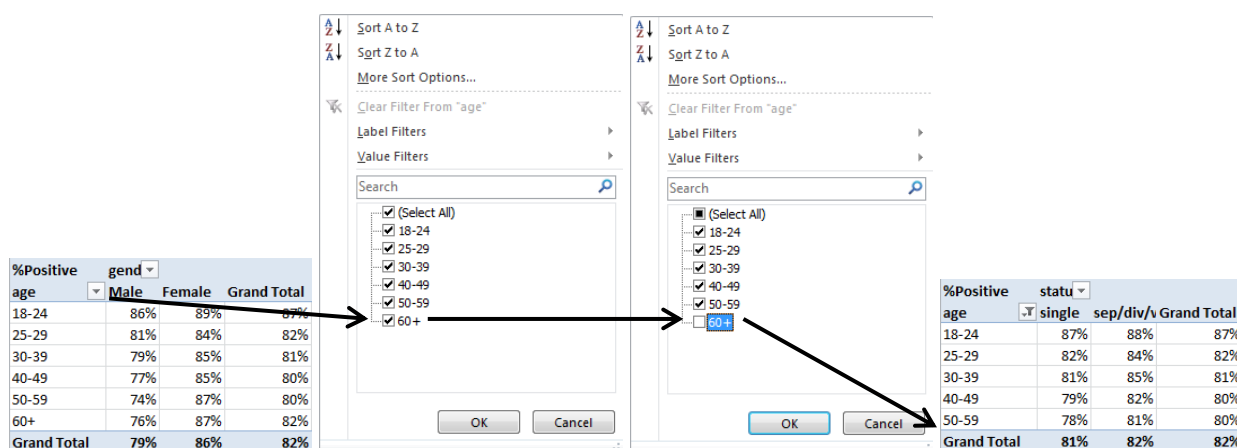 %Positive gend
age Male Female Grand Total
18-24 86% 89% 87%
25-29 81% 84% 82%
30-39 79% 85% 81%
40-49 77% 85% 80%
50-59 74% 87% 80%
60+ 76% 87% 82%
Grand Total 79% 86% 82%
Sort A to Z
Sort Z to A
More Sort Options...
Clear Filter From "age"
Label Filters
Value Filters
Search
(Select All)
18-24
25-29
30-39
40-49
50-59
60+
OK Cancel
Sort A to Z
Sort Z to A
More Sort Options...
Clear Filter From "age"
Label Filters
Value Filters
Search
(Select All)
18-24
25-29
30-39
40-49
50-59
60+
OK Cancel
%Positive statu
age single sep/div/v Grand Total
18-24 87% 88% 87%
25-29 82% 84% 82%
30-39 81% 85% 81%
40-49 79% 82% 80%
50-59 78% 81% 80%
Grand Total 81% 82% 82%